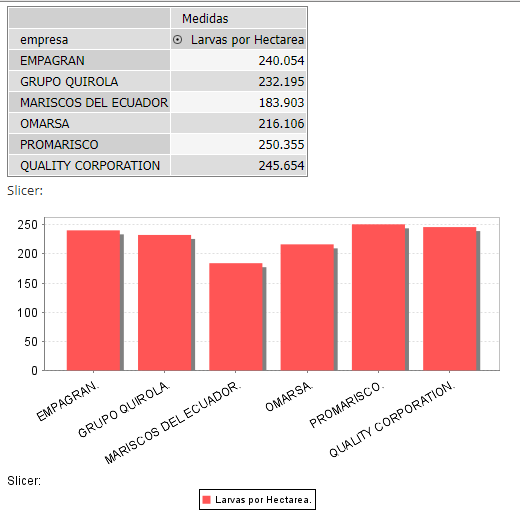 Medidas
empresa Larvas por Hectarea
EMPAGRAN 240.054
GRUPO QUIROLA 232.195
MARISCOS DEL ECUADOR 183.903
OMARSA 216.106
PROMARISCO 250.355
QUALITY CORPORATION 245.654
Slicer:
250
200
150
100
50
0
EMPAGRAN.
GRUPO QUIROLA.
MARISCOS DEL ECUADOR.
OMARSA.
PROMARISCO.
QUALITY CORPORATION.
Slicer:
Larvas por Hectarea.